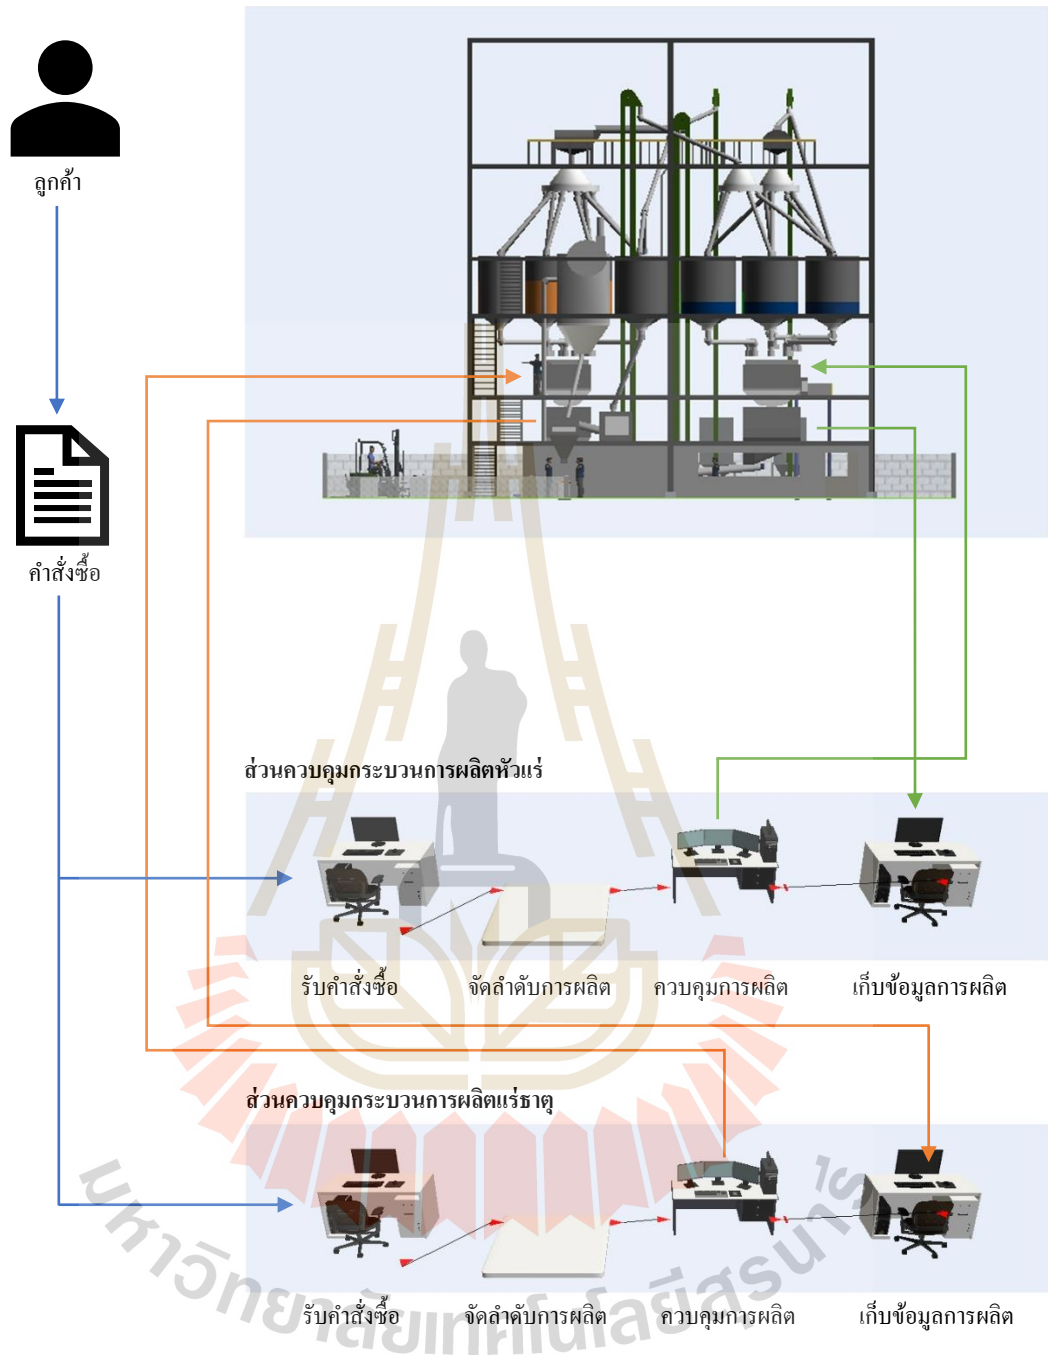 ลูกค้า
คำสั่งซื้อ
ส่วนควบคุมกระบวนการผลิตหัวแร่
รับคำสั่งซื้อ
จัดลำดับการผลิต
ควบคุมการผลิต
เก็บข้อมูลการผลิต
ส่วนควบคุมกระบวนการผลิตแร่ธาตุ
รับคำสั่งซื้อ
จัดลำดับการผลิต
ควบคุมการผลิต
เก็บข้อมูลการผลิต
มหาวิทยาลัยเทคโนโลยีสุรนารี